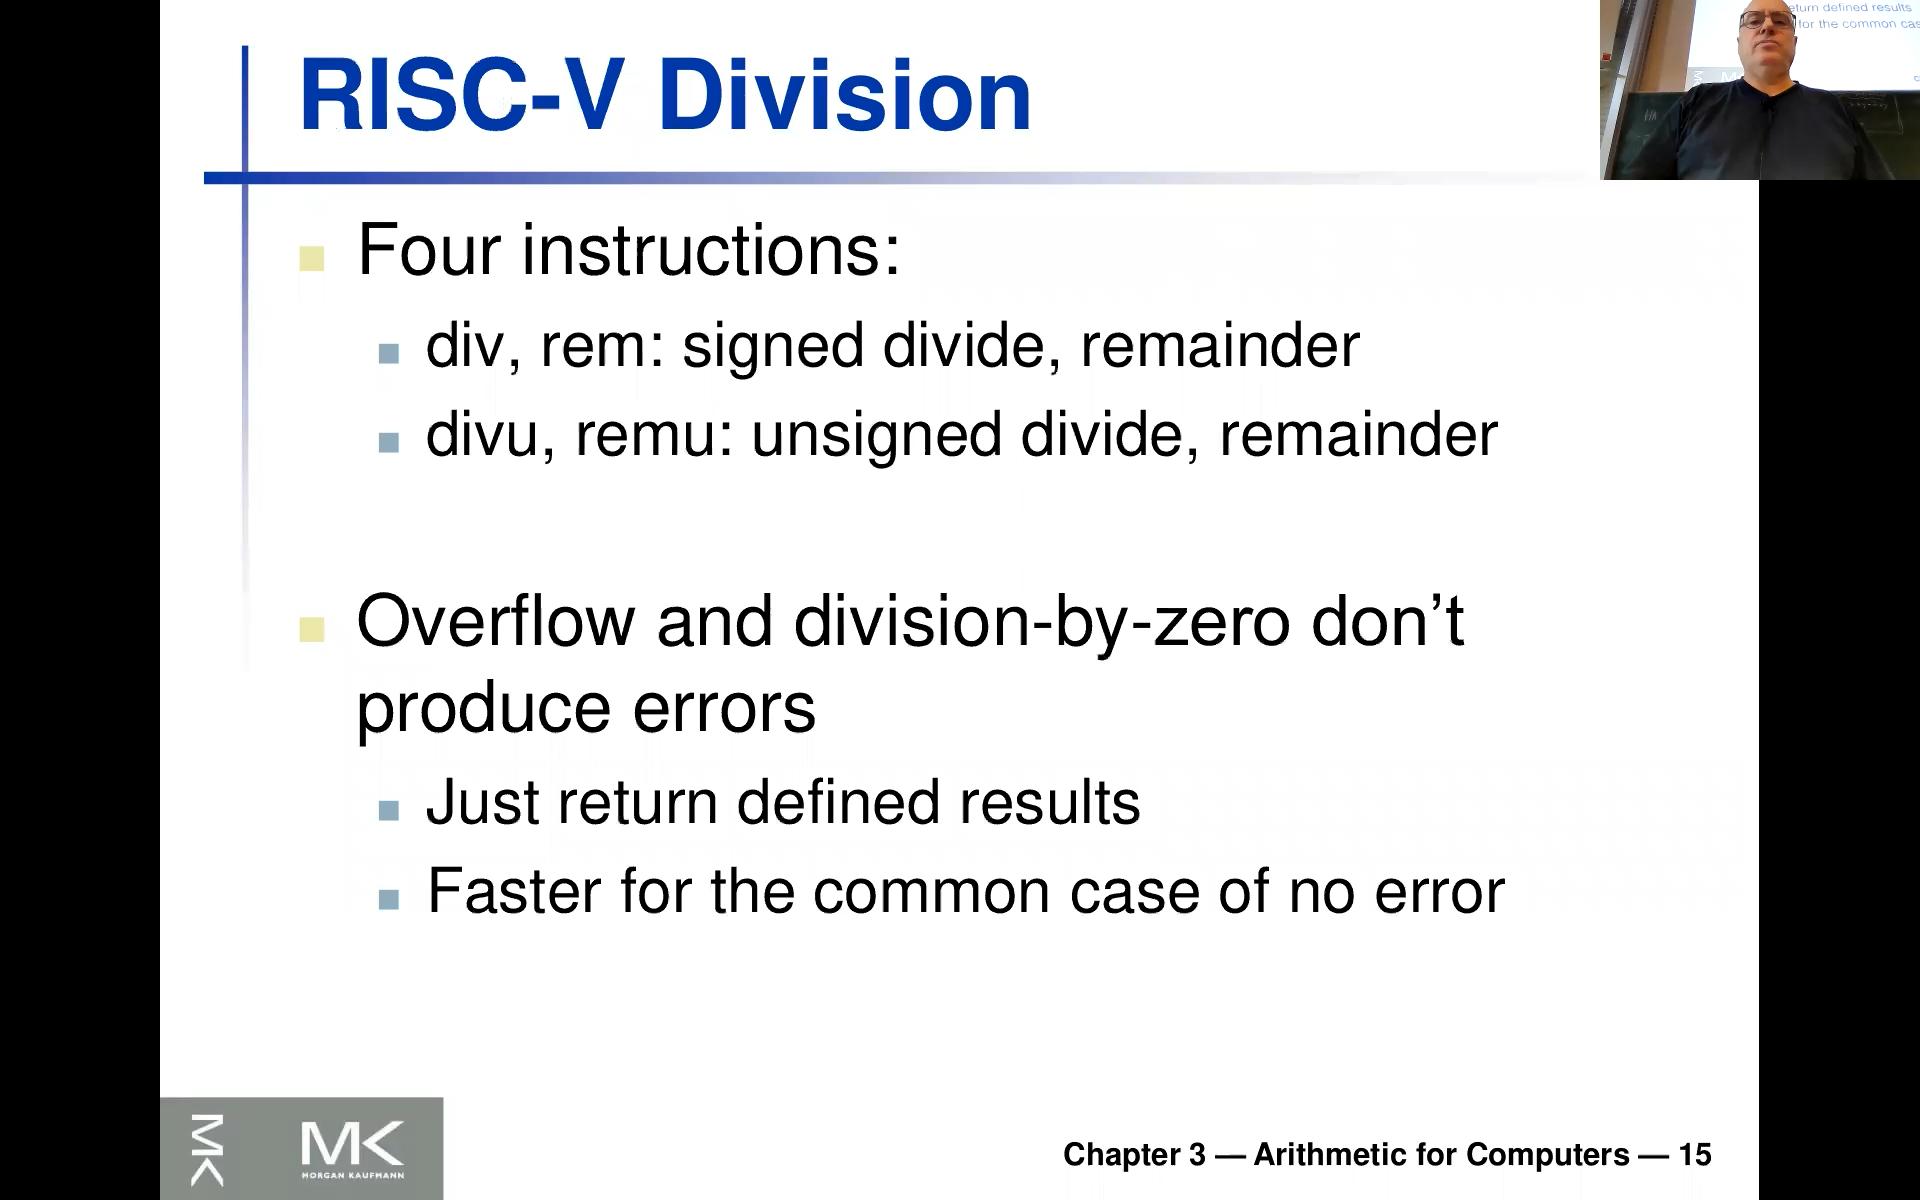 RISC-V Division
Four instructions:
div, rem: signed divide, remainder
divu, remu: unsigned divide, remainder
Overflow and division-by-zero don’t
produce errors
Just return defined results
Faster for the common case of no error
MK
MK
MORGAN KAUFMANN
Chapter 3 — Arithmetic for Computers — 15
return defined results
for the common cas